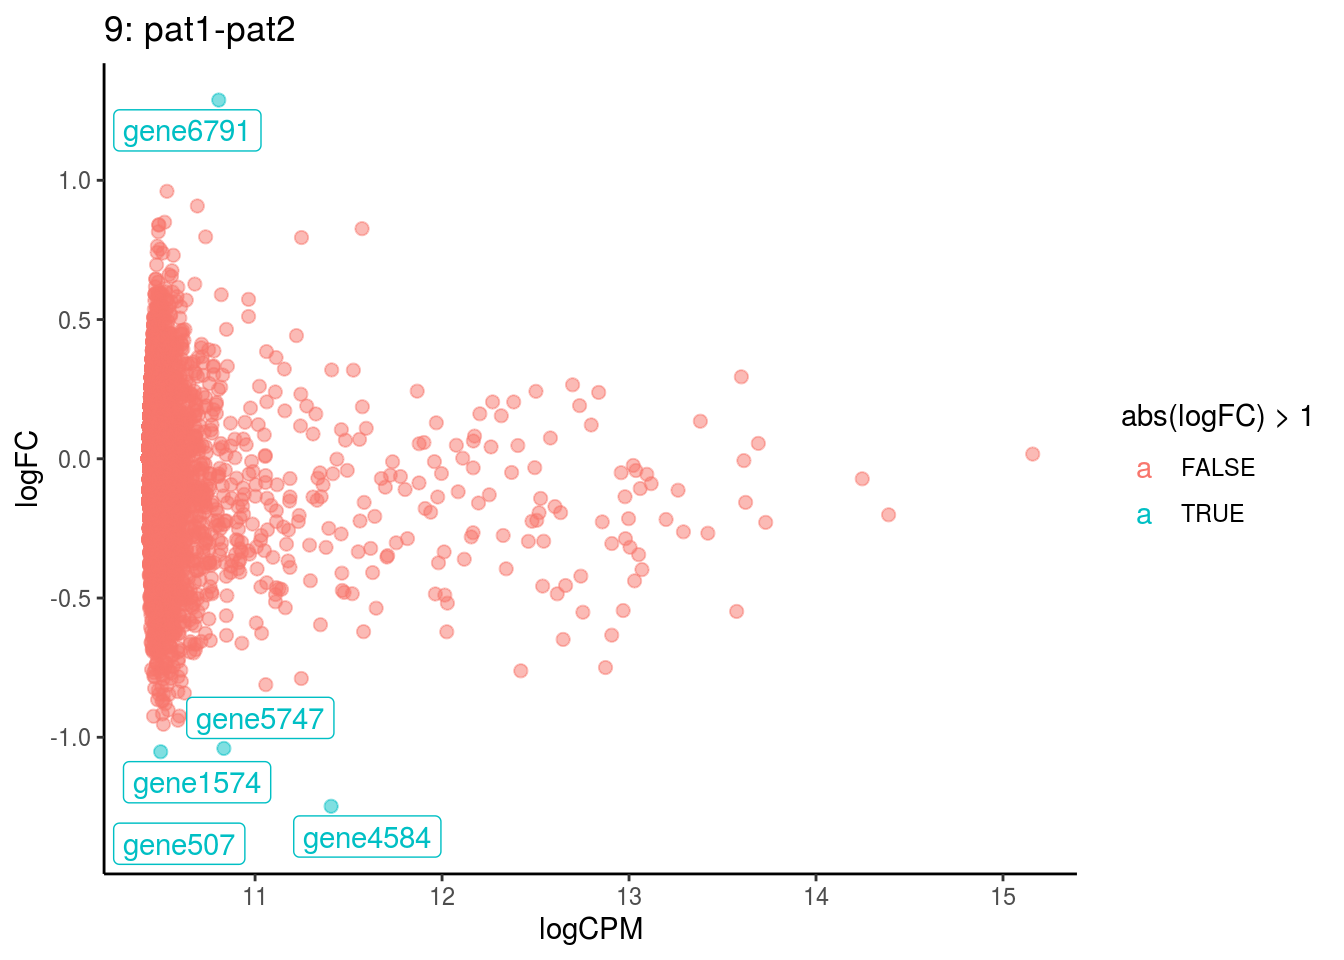 9: pat1-pat2
gene6791
1.0
0.5
0.0
-0.5
-1.0
logFC
gene5747
gene1574
gene507
gene4584
11
12
13
14
15
logCPM
abs(logFC) > 1
a FALSE
a TRUE